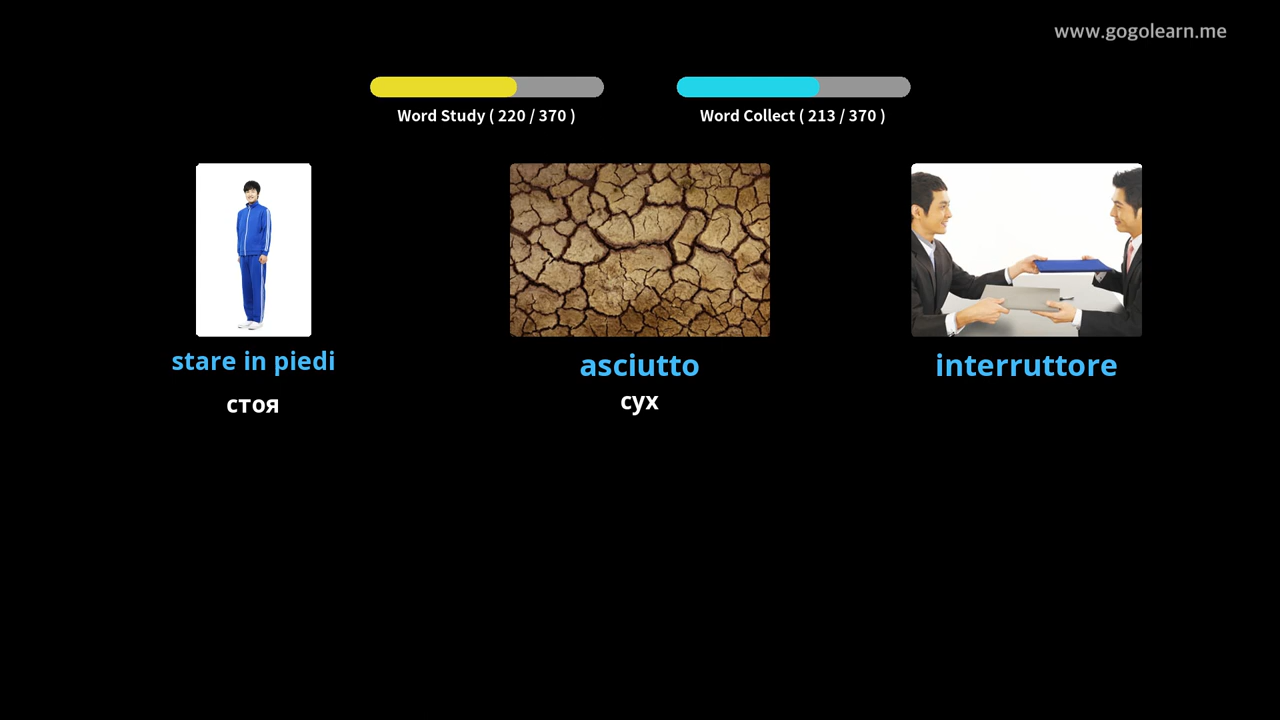 www.gogolearn.me
Word Study ( 220 / 370 )
Word Collect ( 213 / 370 )
stare in piedi
стоя
asciutto
сух
interruttore